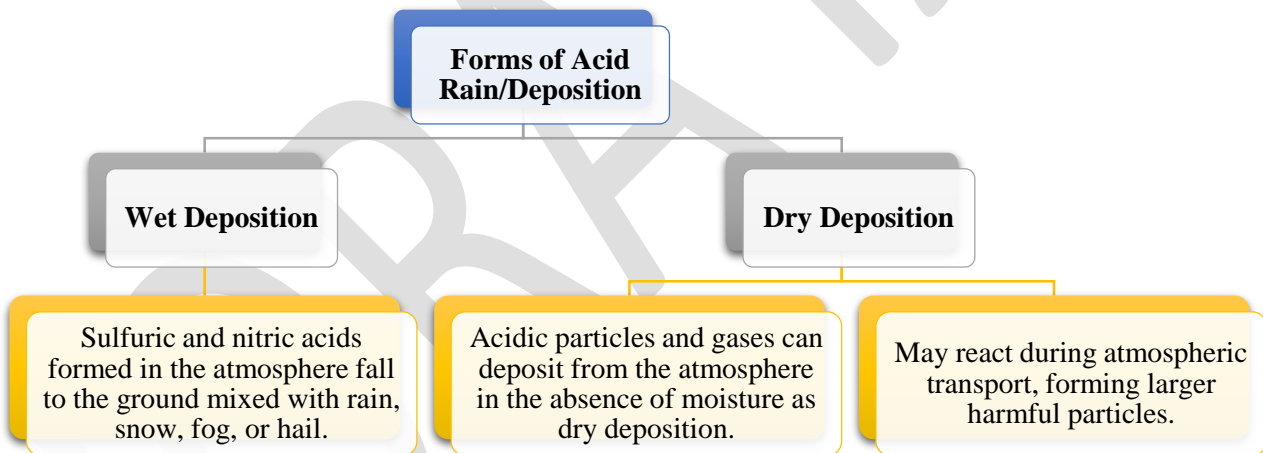 Forms of Acid
Rain/Deposition
Wet Deposition
Dry Deposition
Sulfuric and nitric acids
formed in the atmosphere fall
to the ground mixed with rain,
snow, fog, or hail.
Acidic particles and gases can
deposit from the atmosphere
in the absence of moisture as
dry deposition.
May react during atmospheric
transport, forming larger
harmful particles.